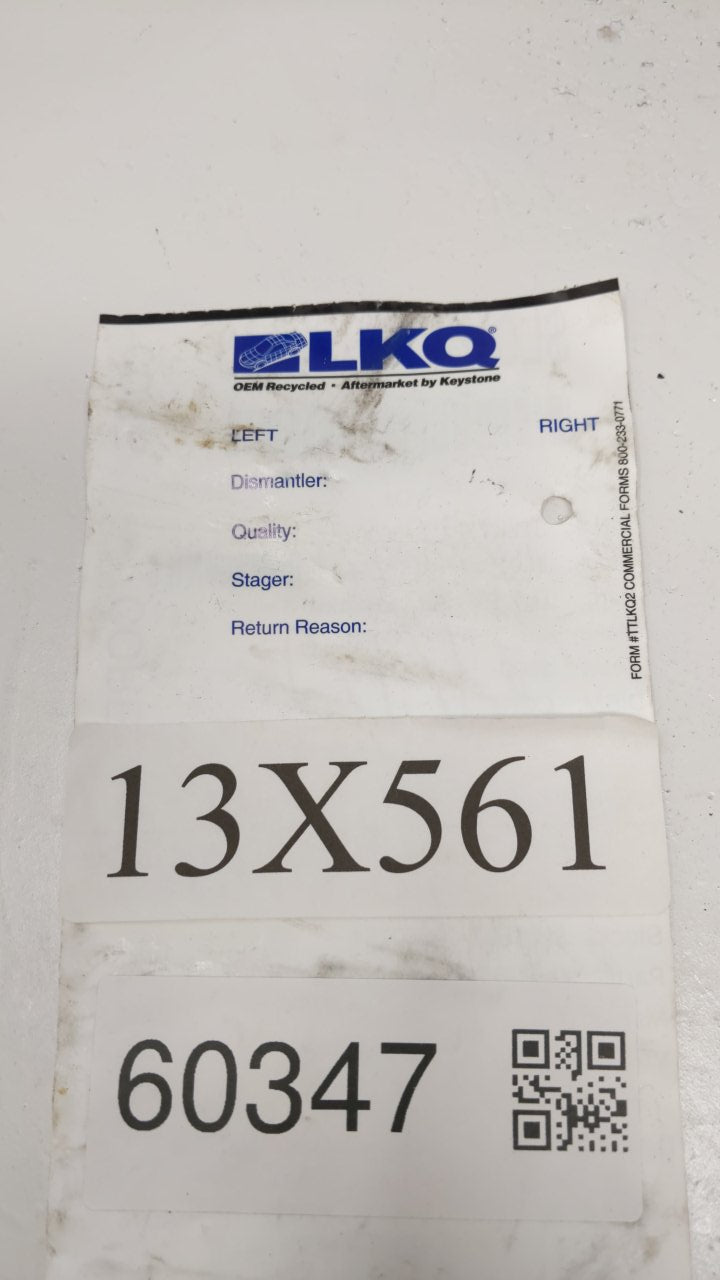 LKQ®
OEM Recycled • Aftermarket by Keystone
LEFT RIGHT
Dismantler:
Quality:
Stager:
Return Reason:
FORM #TTLKQ2 COMMERCIAL FORMS 800-233-0771
13X561
60347